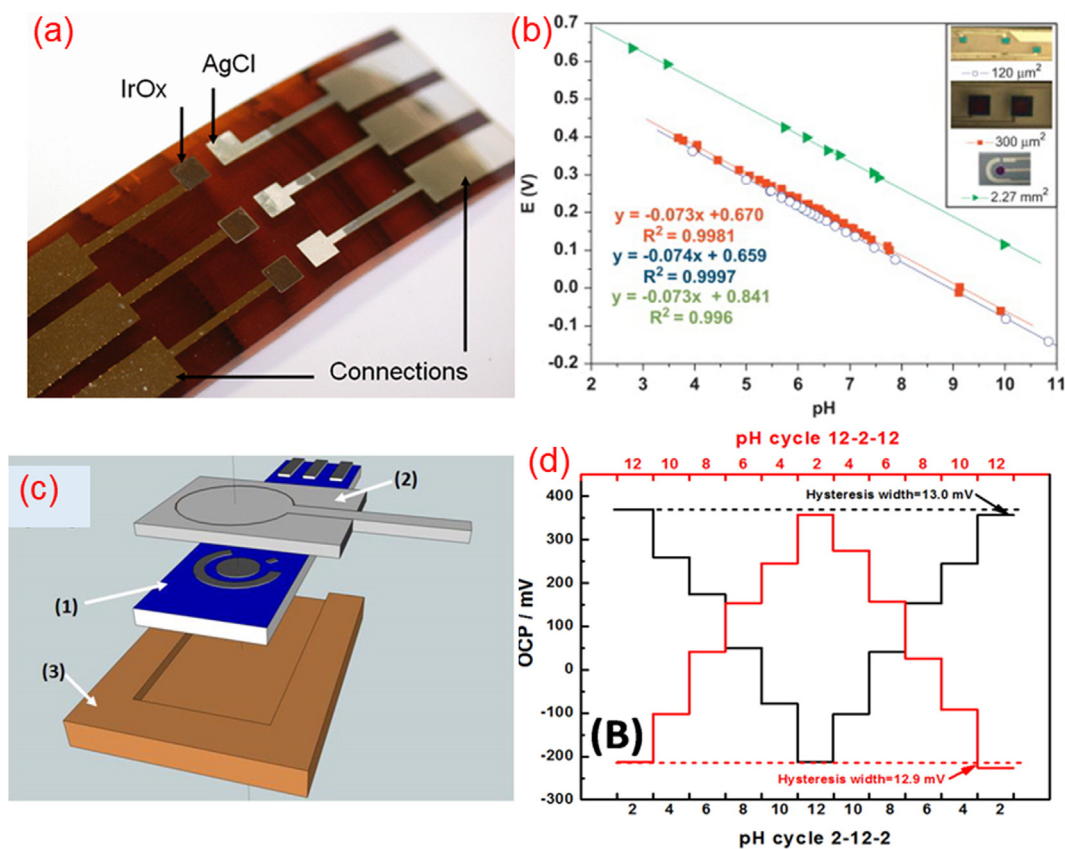 (a)
IrOx
AgCl
Connections
(b)
E (V)
0.7
0.6
0.5
0.4
0.3
0.2
0.1
0.0
-0.1
-0.2
y = -0.073x +0.670
R² = 0.9981
y = -0.074x + 0.659
R² = 0.9997
y = -0.073x + 0.841
R² = 0.996
120 μm²
300 μm²
2.27 mm²
2 3 4 5 6 7 8 9 10 11
pH
(c)
(2)
(1)
(3)
(d)
pH cycle 12-2-12
12 10 8 6 4 2 4 6 8 10 12
OCP / mV
400
300
200
100
0
-100
-200
-300
Hysteresis width=13.0 mV
(B)
Hysteresis width=12.9 mV
2 4 6 8 10 12 10 8 6 4 2
pH cycle 2-12-2